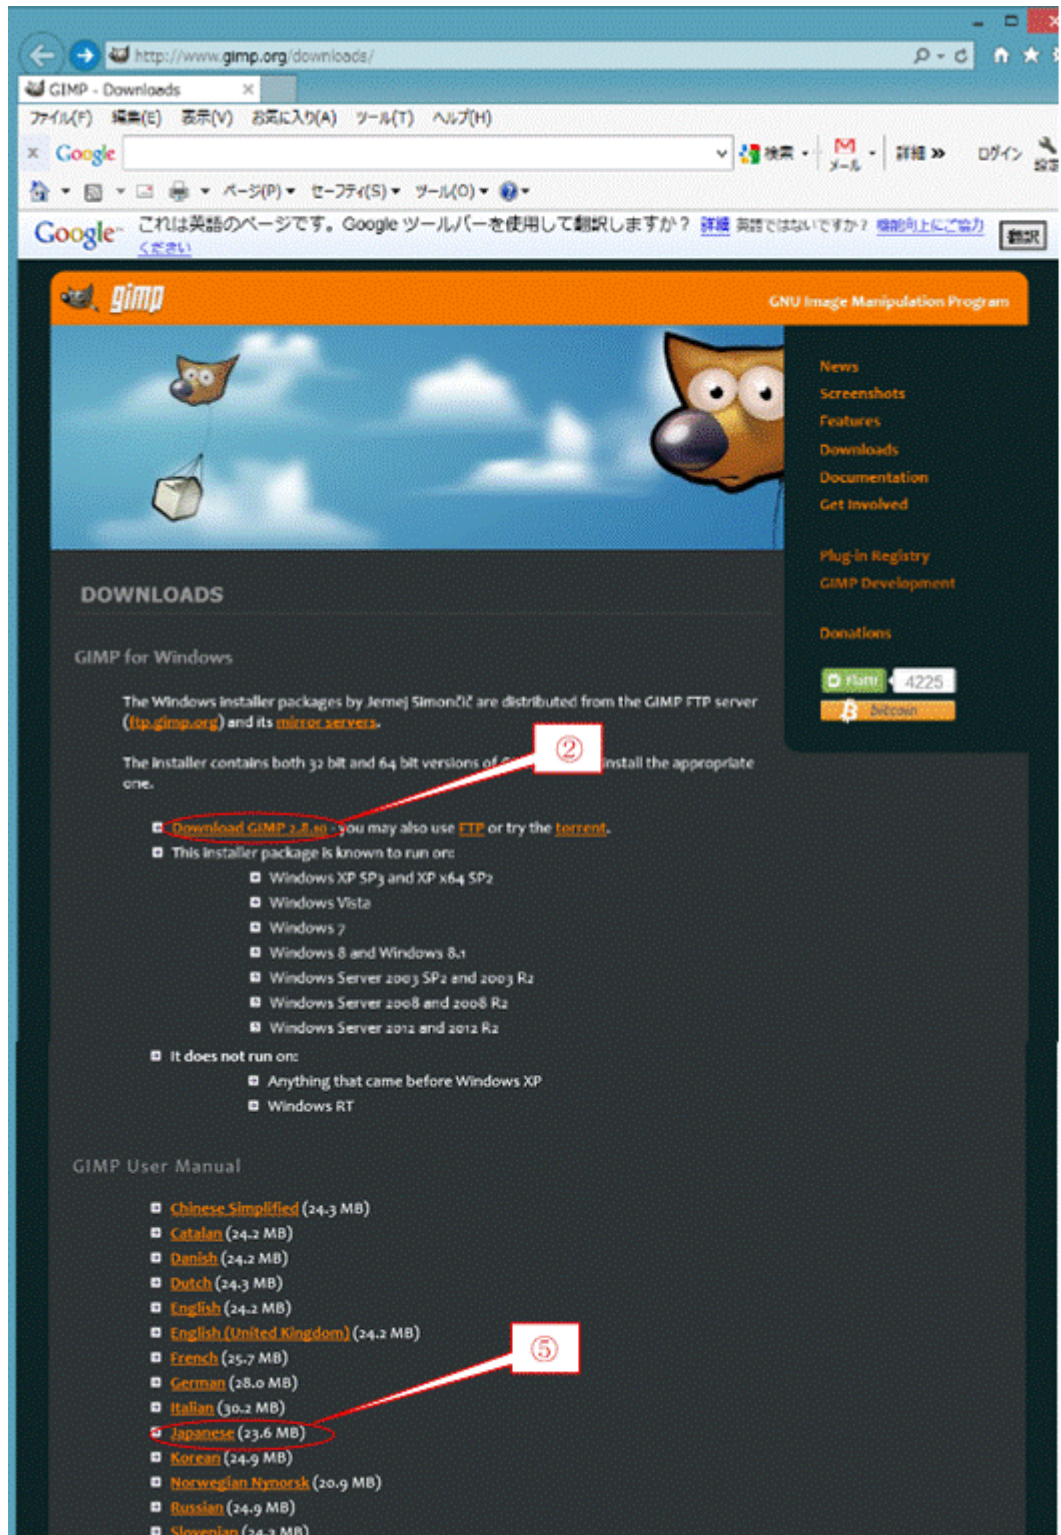 http://www.gimp.org/downloads/
GIMP - Downloads
ファイル(F) 編集(E) 表示(V) お気に入り(A) ツール(T) ヘルプ(H)
Google 検索 メール 詳細 ログイン 設定
ページ(P) セーフティ(S) ツール(O)
Google これは英語のページです。Google ツールバーを使用して翻訳しますか？ 詳細 英語ではないですか？ 機能向上にご協力
ください 翻訳
gimp
GNU Image Manipulation Program
News
Screenshots
Features
Downloads
Documentation
Get Involved
Plug-in Registry
GIMP Development
Donations
Flattr 4225
bitcoin
DOWNLOADS
GIMP for Windows
The Windows installer packages by Jernej Simončič are distributed from the GIMP FTP server
(ftp.gimp.org) and its mirror servers.
②
The installer contains both 32 bit and 64 bit versions of install the appropriate
one.
Download GIMP 2.8.10 - you may also use FTP or try the torrent.
This installer package is known to run on:
Windows XP SP3 and XP x64 SP2
Windows Vista
Windows 7
Windows 8 and Windows 8.1
Windows Server 2003 SP2 and 2003 R2
Windows Server 2008 and 2008 R2
Windows Server 2012 and 2012 R2
It does not run on:
Anything that came before Windows XP
Windows RT
GIMP User Manual
Chinese Simplified (24.3 MB)
Catalan (24.2 MB)
Danish (24.2 MB)
Dutch (24.3 MB)
English (24.2 MB)
English (United Kingdom) (24.2 MB)
⑤
French (25.7 MB)
German (28.0 MB)
Italian (30.2 MB)
Japanese (23.6 MB)
Korean (24.9 MB)
Norwegian Nynorsk (20.9 MB)
Russian (24.9 MB)
Slovenian (24.2 MB)